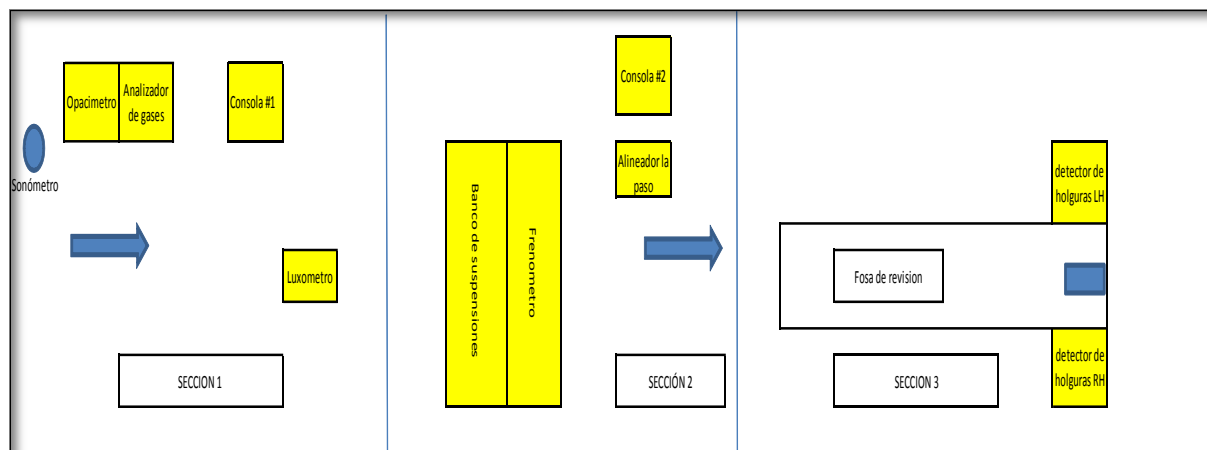 Opacimetro
Analizador
de gases
Consola #1
Sonómetro
Luxometro
SECCION 1
Consola #2
Alineador la
paso
Banco de suspensiones
Frenometro
SECCIÓN 2
detector de
holguras LH
Fosa de revision
detector de
holguras RH
SECCION 3